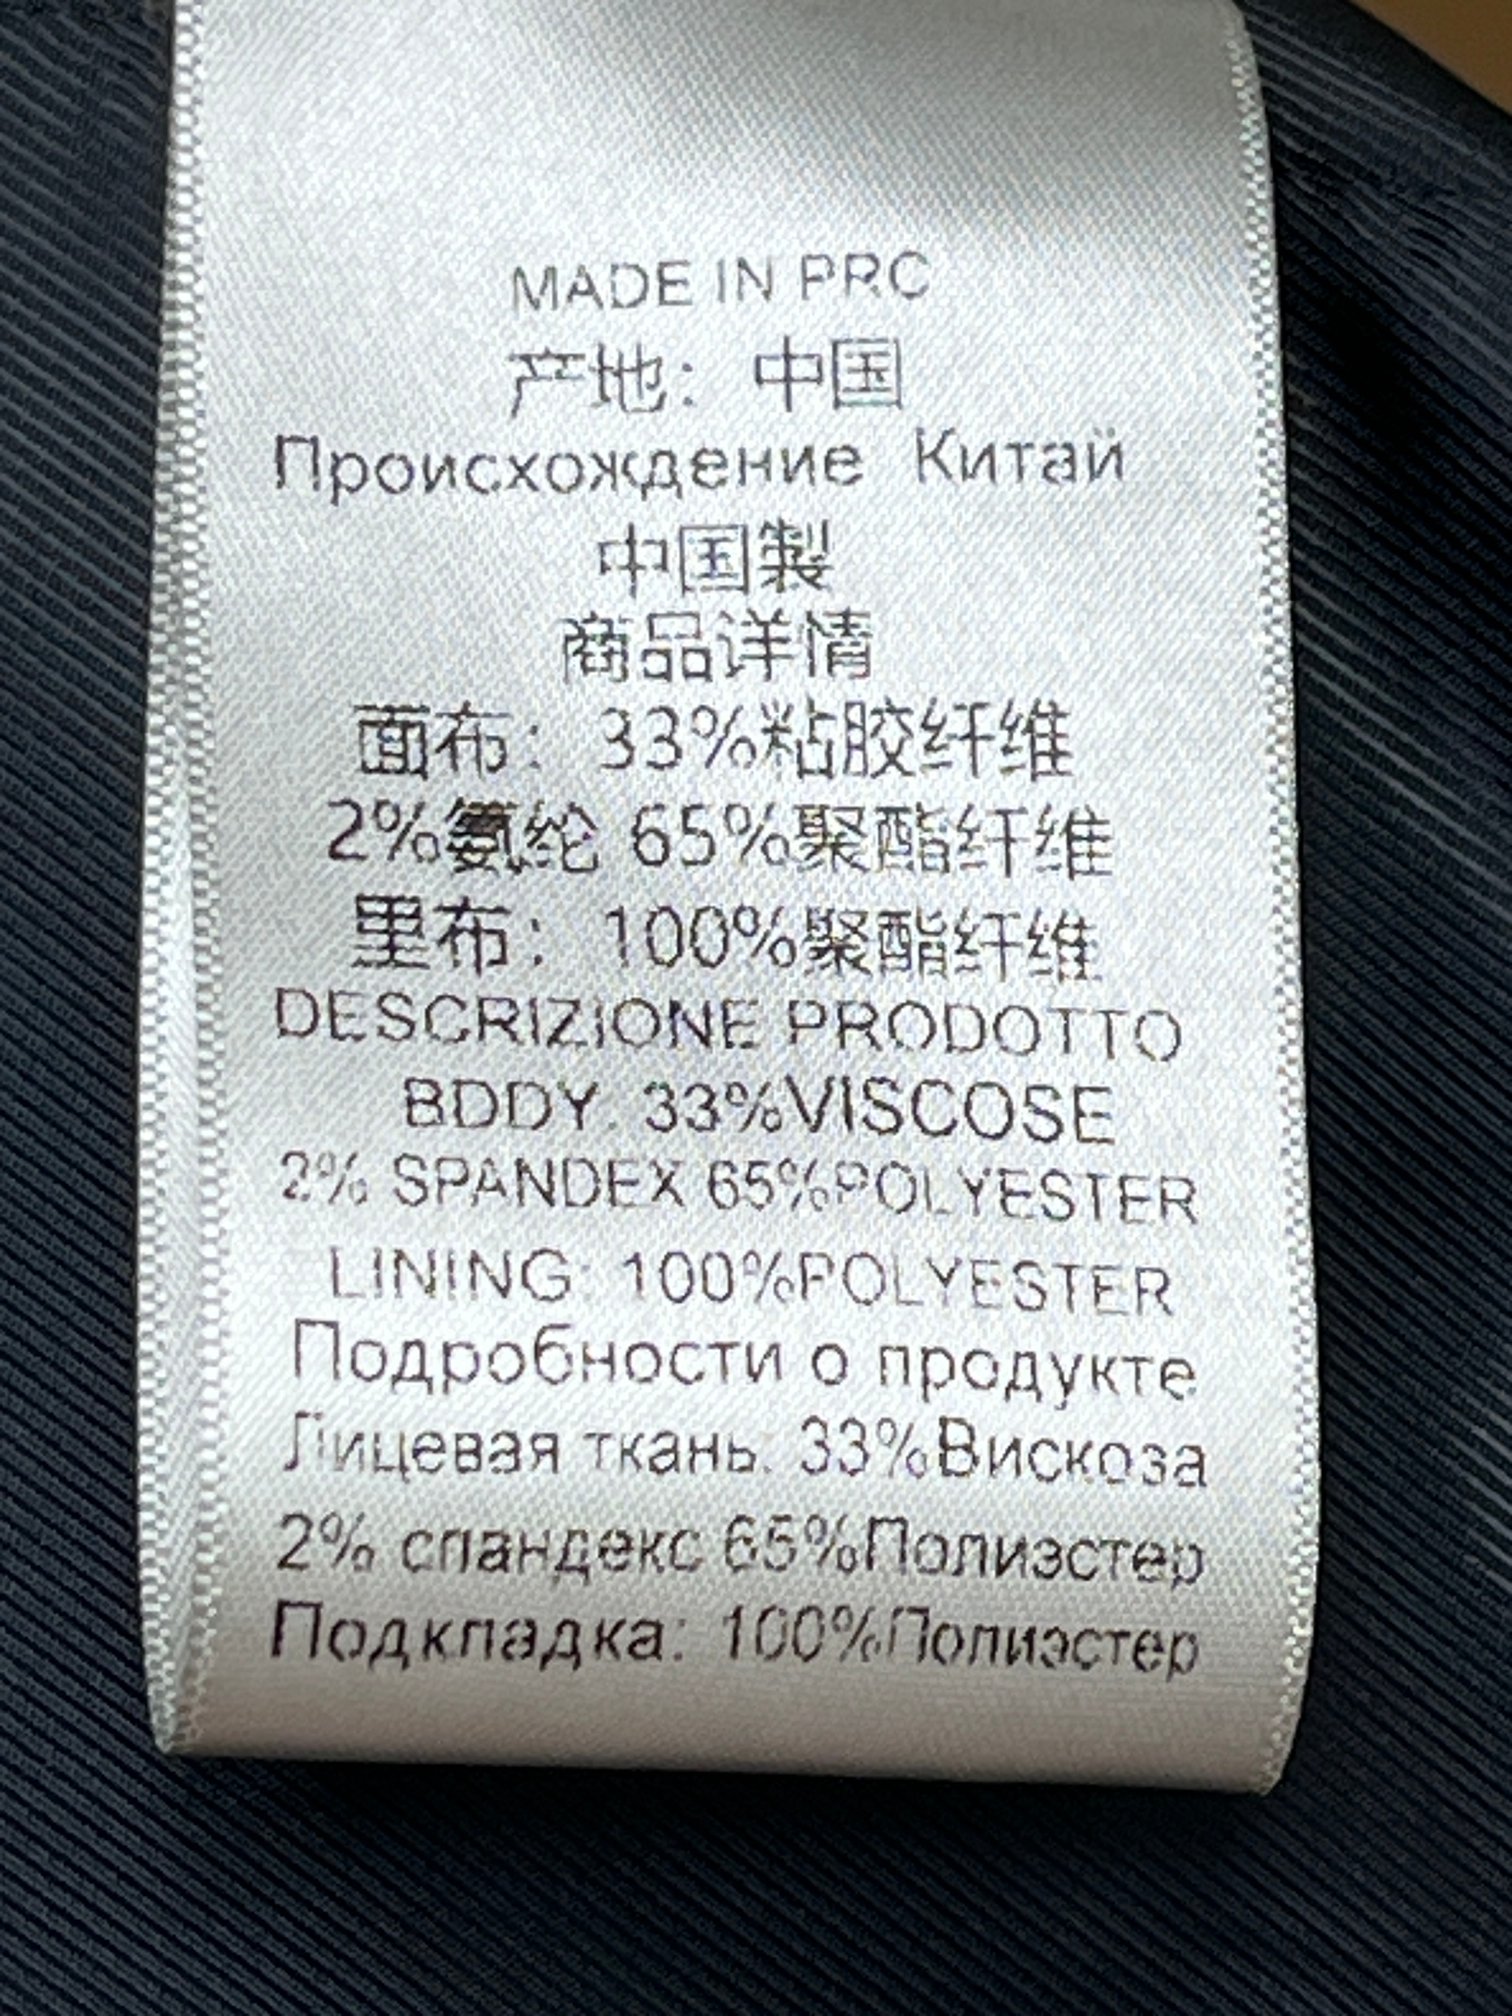 MADE IN PRC
产地：中国
Происхождение Китай
中国製
商品详情
面布：33%粘胶纤维
2%氨纶 65%聚酯纤维
里布：100%聚酯纤维
DESCRIZIONE PRODOTTO
BDDY: 33%VISCOSE
2% SPANDEX 65%POLYESTER
LINING: 100%POLYESTER
Подробности о продукте
Лицевая ткань: 33%Вискоза
2% спандекс 65%Полиэстер
Подкладка: 100%Полиэстер